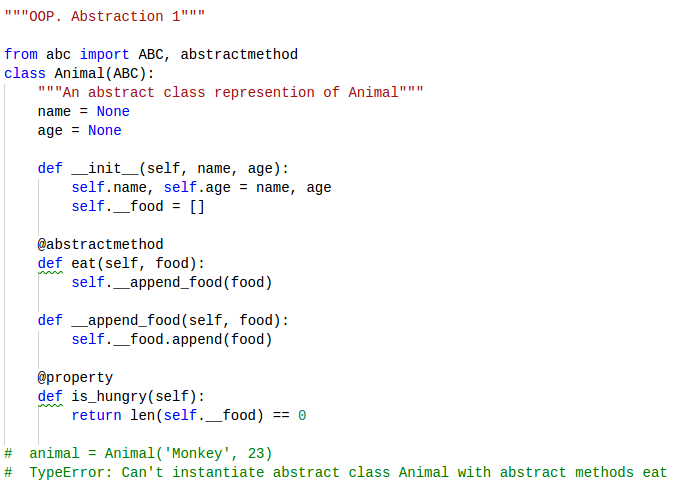 """OOP. Abstraction 1"""
from abc import ABC, abstractmethod
class Animal(ABC):
"""An abstract class represention of Animal"""
name = None
age = None
def __init__(self, name, age):
self.name, self.age = name, age
self.__food = []
@abstractmethod
def eat(self, food):
self.__append_food(food)
def __append_food(self, food):
self.__food.append(food)
@property
def is_hungry(self):
return len(self.__food) == 0
#  animal = Animal('Monkey', 23)
#  TypeError: Can't instantiate abstract class Animal with abstract methods eat